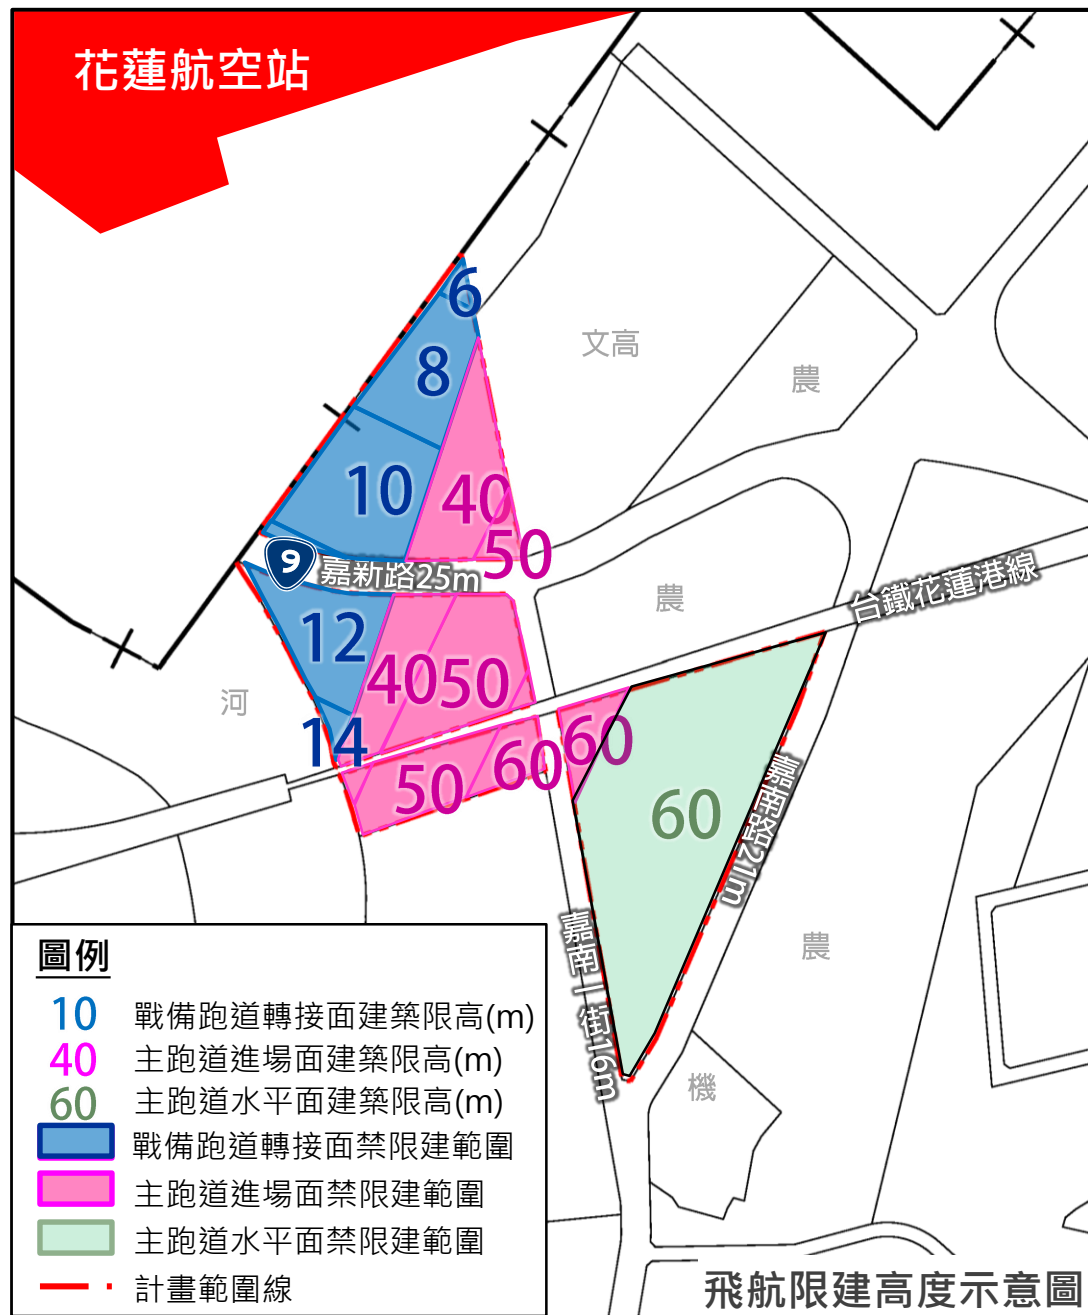 花蓮航空站
6
文高
8
農
10
40
50
9
嘉新路25m
台鐵花蓮港線
農
12
40
50
河
14
60
60
50
60
嘉南路21m
嘉南一街16m
農
機
圖例
10 戰備跑道轉接面建築限高(m)
40 主跑道進場面建築限高(m)
60 主跑道水平面建築限高(m)
戰備跑道轉接面禁限建範圍
主跑道進場面禁限建範圍
主跑道水平面禁限建範圍
計畫範圍線
飛航限建高度示意圖